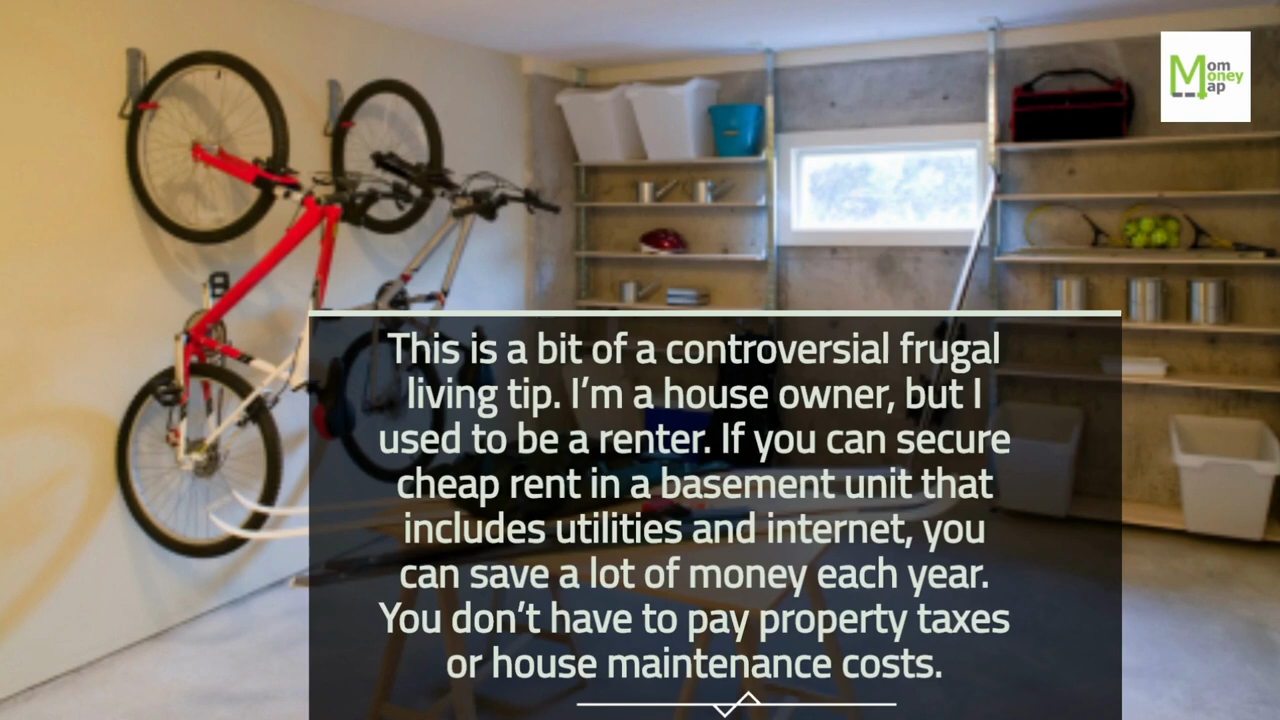 Mom
Money
Map
This is a bit of a controversial frugal
living tip. I'm a house owner, but I
used to be a renter. If you can secure
cheap rent in a basement unit that
includes utilities and internet, you
can save a lot of money each year.
You don't have to pay property taxes
or house maintenance costs.